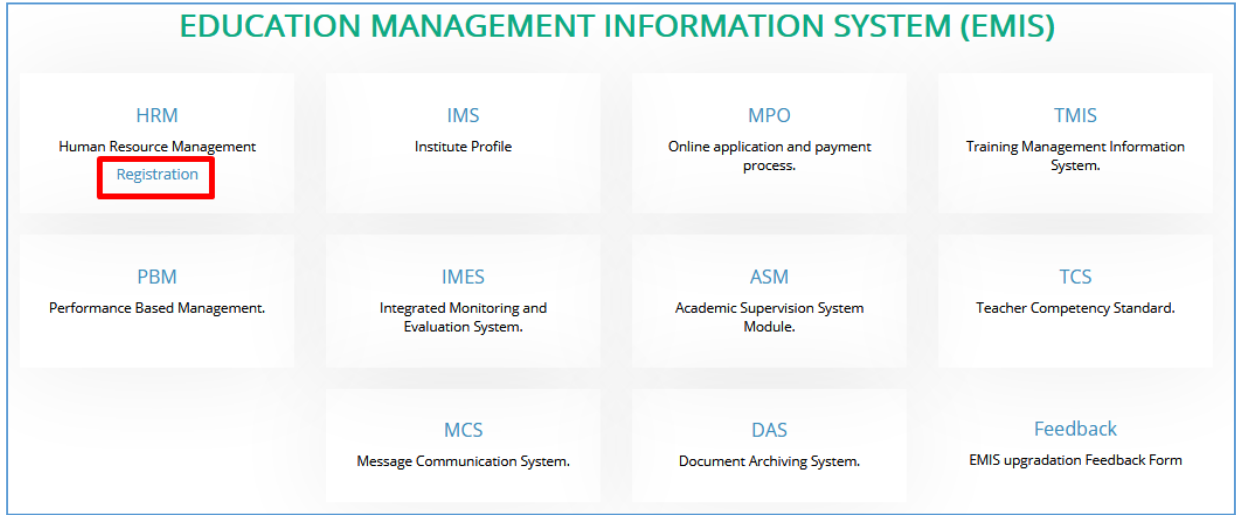 EDUCATION MANAGEMENT INFORMATION SYSTEM (EMIS)
HRM
Human Resource Management
Registration
IMS
Institute Profile
MPO
Online application and payment
process.
TMIS
Training Management Information
System.
PBM
Performance Based Management.
IMES
Integrated Monitoring and
Evaluation System.
ASM
Academic Supervision System
Module.
TCS
Teacher Competency Standard.
MCS
Message Communication System.
DAS
Document Archiving System.
Feedback
EMIS upgradation Feedback Form